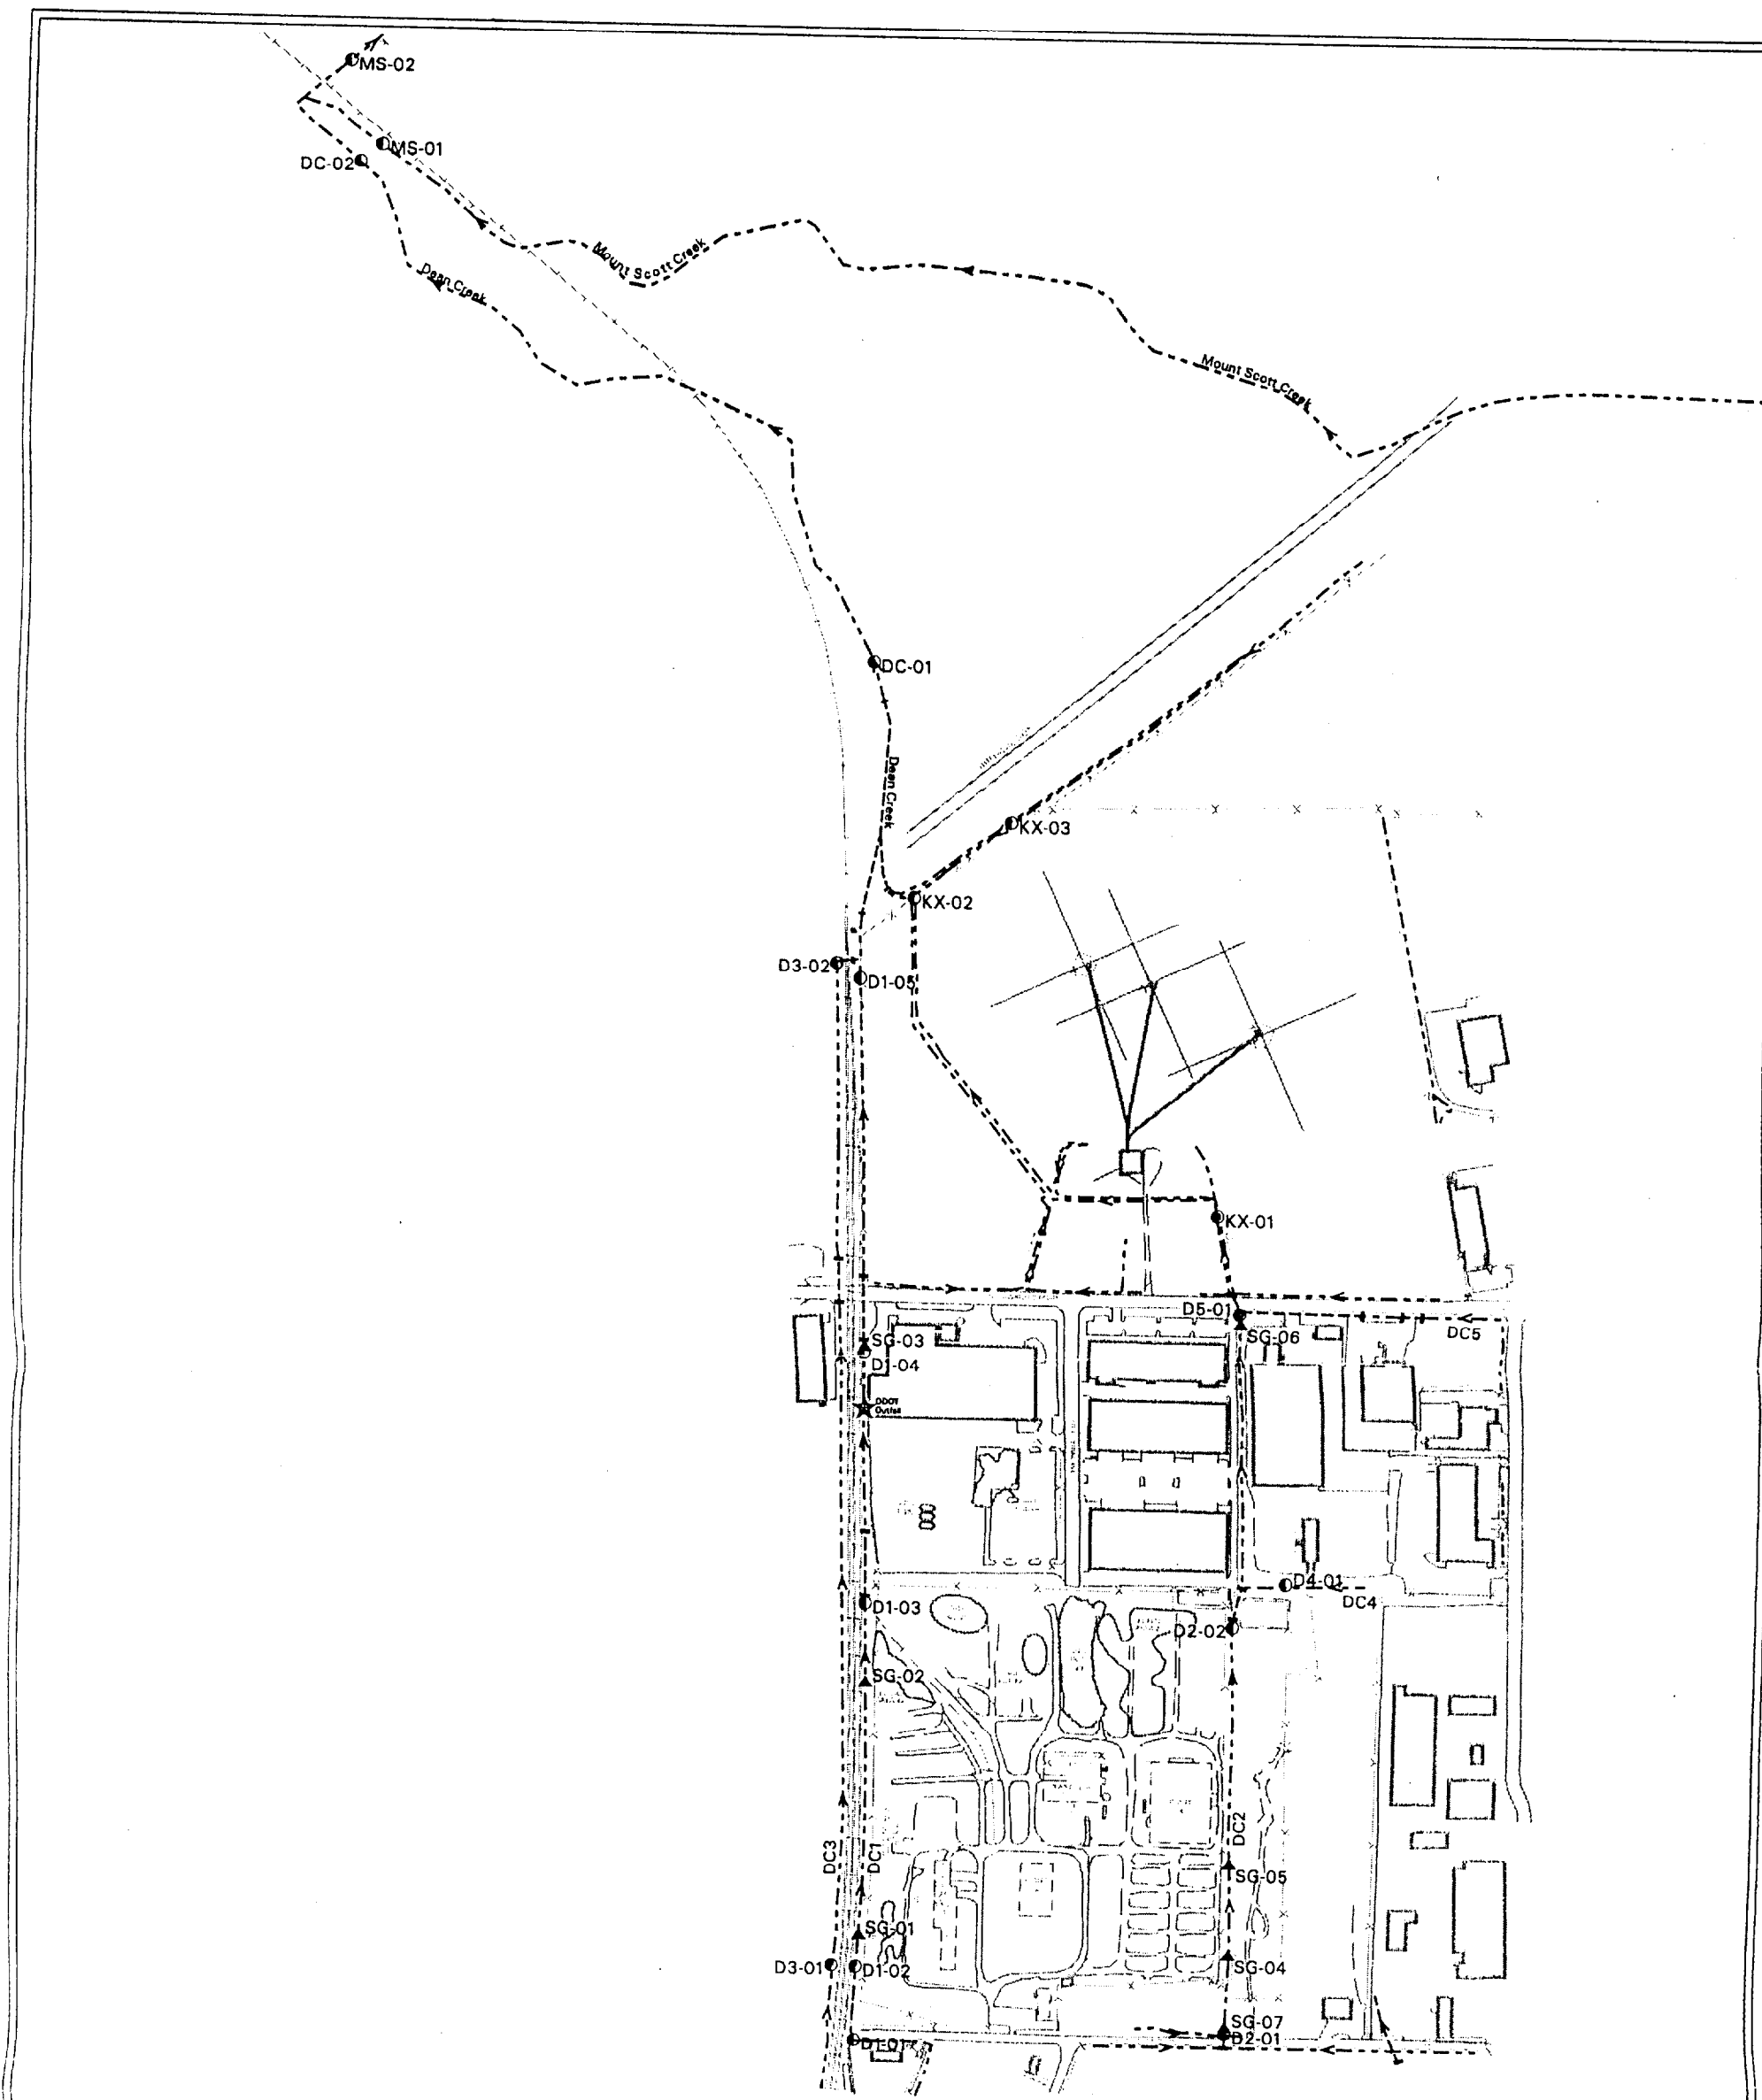 MS-02
MS-01
DC-02
Mount Scott Creek
Dean Creek
Mount Scott Creek
DC-01
Dean Creek
KX-03
KX-02
D3-02
D1-05
KX-01
D5-01
SG-06
DC5
SG-03
D1-04
Outfall
D4-01
DC4
D1-03
D2-02
SG-02
DC2
DC3
DC1
SG-05
SG-01
D3-01
D1-02
SG-04
SG-07
D2-01
D1-01